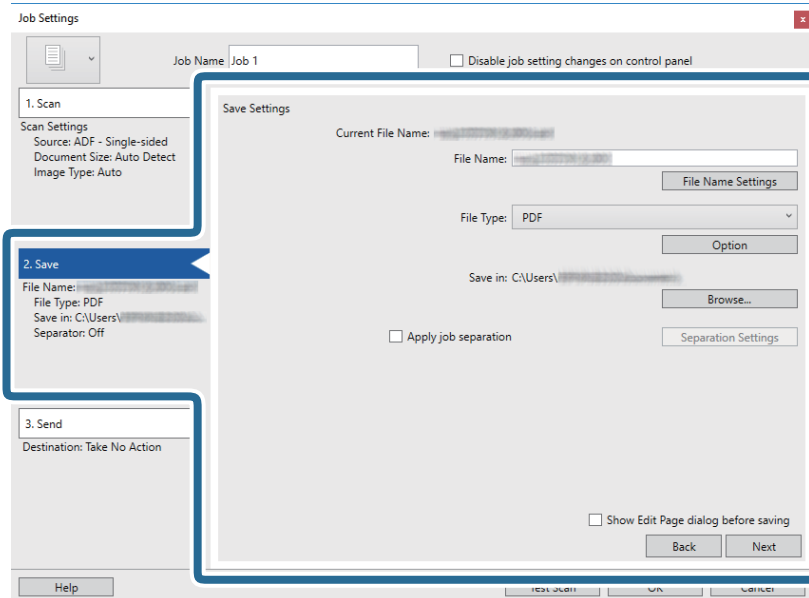 Job Settings
x
Job Name Job 1
Disable job setting changes on control panel
1. Scan
Scan Settings
Source: ADF - Single-sided
Document Size: Auto Detect
Image Type: Auto
2. Save
File Name:
File Type: PDF
Save in: C:\Users\
Separator: Off
3. Send
Destination: Take No Action
Save Settings
Current File Name:
File Name:
File Name Settings
File Type: PDF
Option
Save in: C:\Users\
Browse...
Apply job separation
Separation Settings
Show Edit Page dialog before saving
Back Next
Help Test Scan OK Cancel